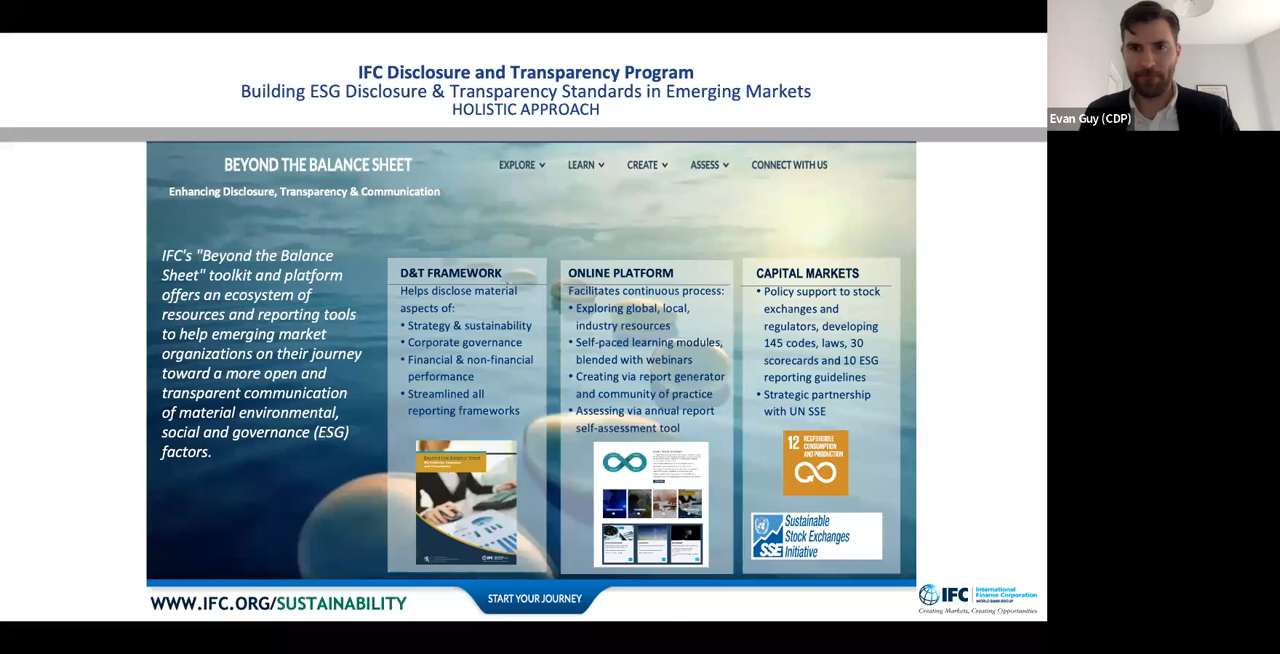 IFC Disclosure and Transparency Program
Building ESG Disclosure & Transparency Standards in Emerging Markets
HOLISTIC APPROACH
Evan Guy (CDP)
BEYOND THE BALANCE SHEET
EXPLORE
LEARN
CREATE
ASSESS
CONNECT WITH US
Enhancing Disclosure, Transparency & Communication
IFC's "Beyond the Balance
Sheet" toolkit and platform
offers an ecosystem of
resources and reporting tools
to help emerging market
organizations on their journey
toward a more open and
transparent communication
of material environmental,
social and governance (ESG)
factors.
D&T FRAMEWORK
Helps disclose material
aspects of:
• Strategy & sustainability
• Corporate governance
• Financial & non-financial
performance
• Streamlined all
reporting frameworks
Beyond the Balance Sheet
IFC
ONLINE PLATFORM
Facilitates continuous process:
• Exploring global, local,
industry resources
• Self-paced learning modules,
blended with webinars
• Creating via report generator
and community of practice
• Assessing via annual report
self-assessment tool
CAPITAL MARKETS
• Policy support to stock
exchanges and
regulators, developing
145 codes, laws, 30
scorecards and 10 ESG
reporting guidelines
• Strategic partnership
with UN SSE
12 RESPONSIBLE
CONSUMPTION
AND PRODUCTION
SSE
Sustainable
Stock Exchanges
Initiative
WWW.IFC.ORG/SUSTAINABILITY
START YOUR JOURNEY
IFC
International
Finance Corporation
WORLD BANK GROUP
Creating Markets, Creating Opportunities